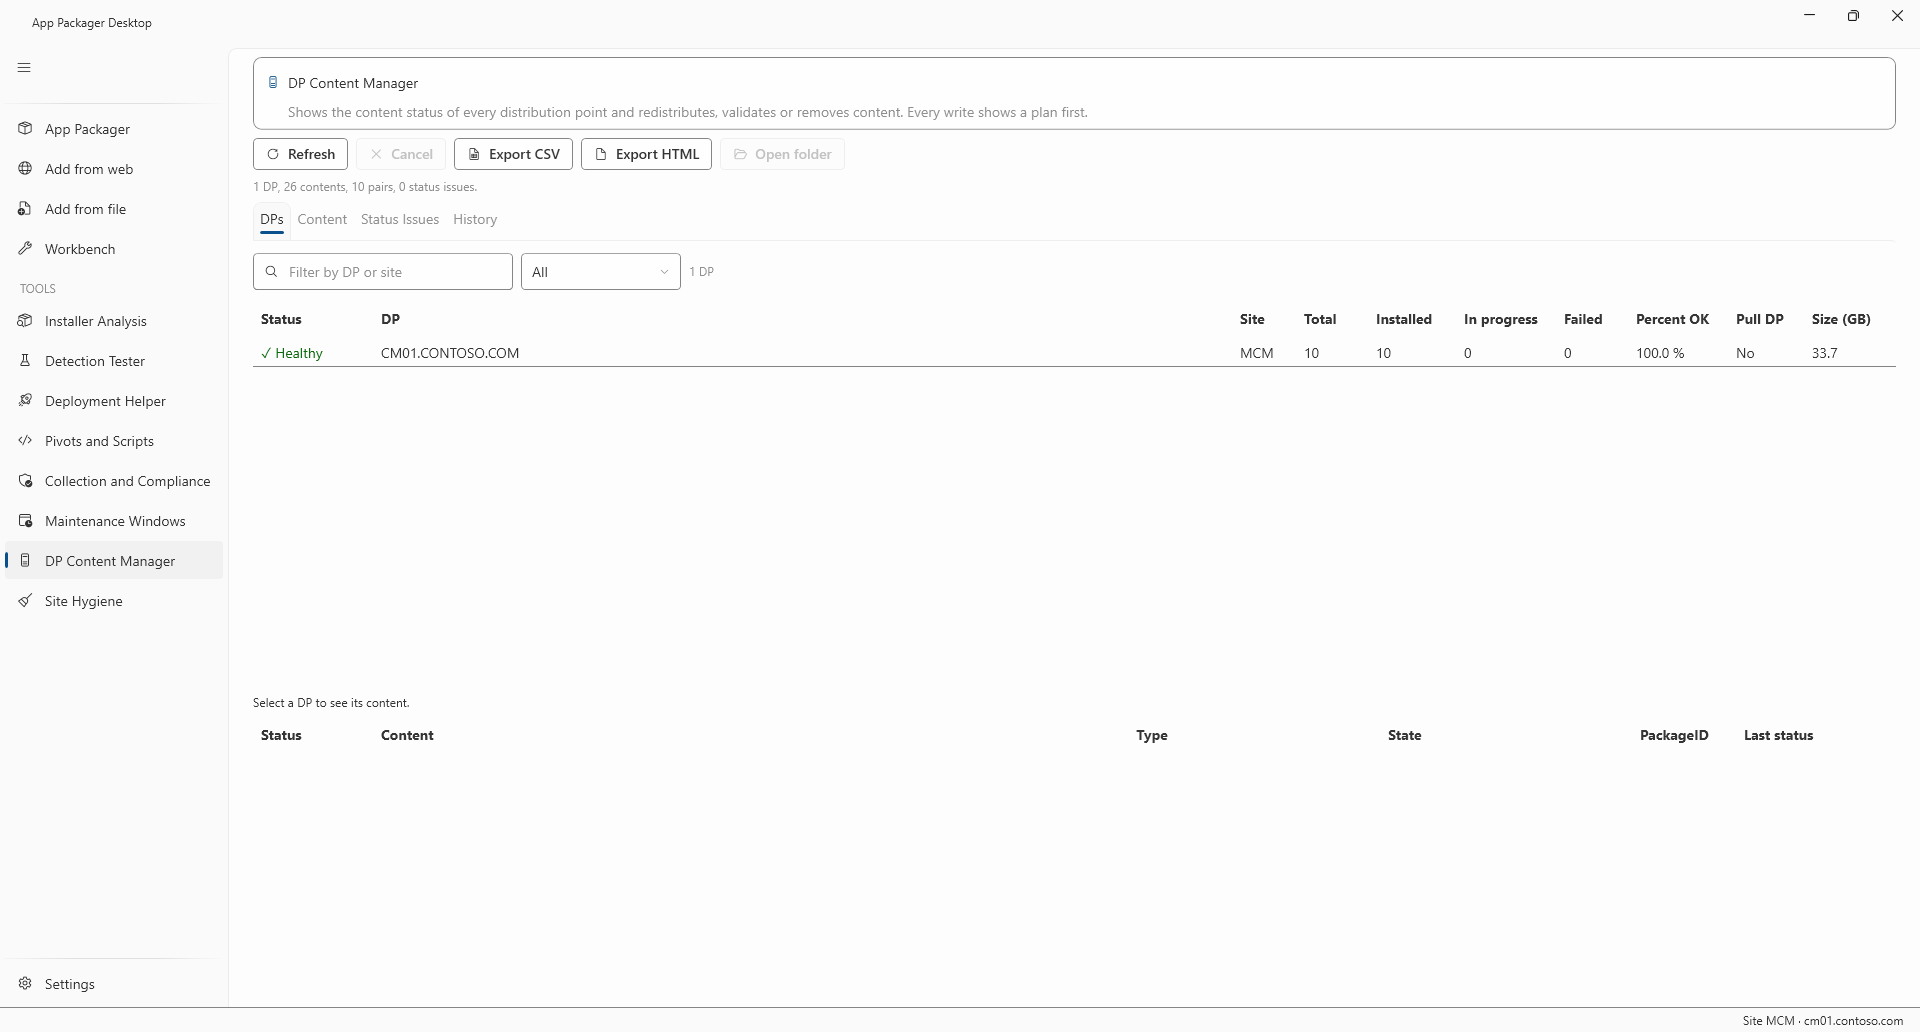 App Packager Desktop
App Packager
Add from web
Add from file
Workbench
TOOLS
Installer Analysis
Detection Tester
Deployment Helper
Pivots and Scripts
Collection and Compliance
Maintenance Windows
DP Content Manager
Site Hygiene
Settings
DP Content Manager
Shows the content status of every distribution point and redistributes, validates or removes content. Every write shows a plan first.
Refresh Cancel Export CSV Export HTML Open folder
1 DP, 26 contents, 10 pairs, 0 status issues.
DPs Content Status Issues History
Filter by DP or site All 1 DP
Status DP Site Total Installed In progress Failed Percent OK Pull DP Size (GB)
✓ Healthy CM01.CONTOSO.COM MCM 10 10 0 0 100.0 % No 33.7
Select a DP to see its content.
Status Content Type State PackageID Last status
Site MCM · cm01.contoso.com